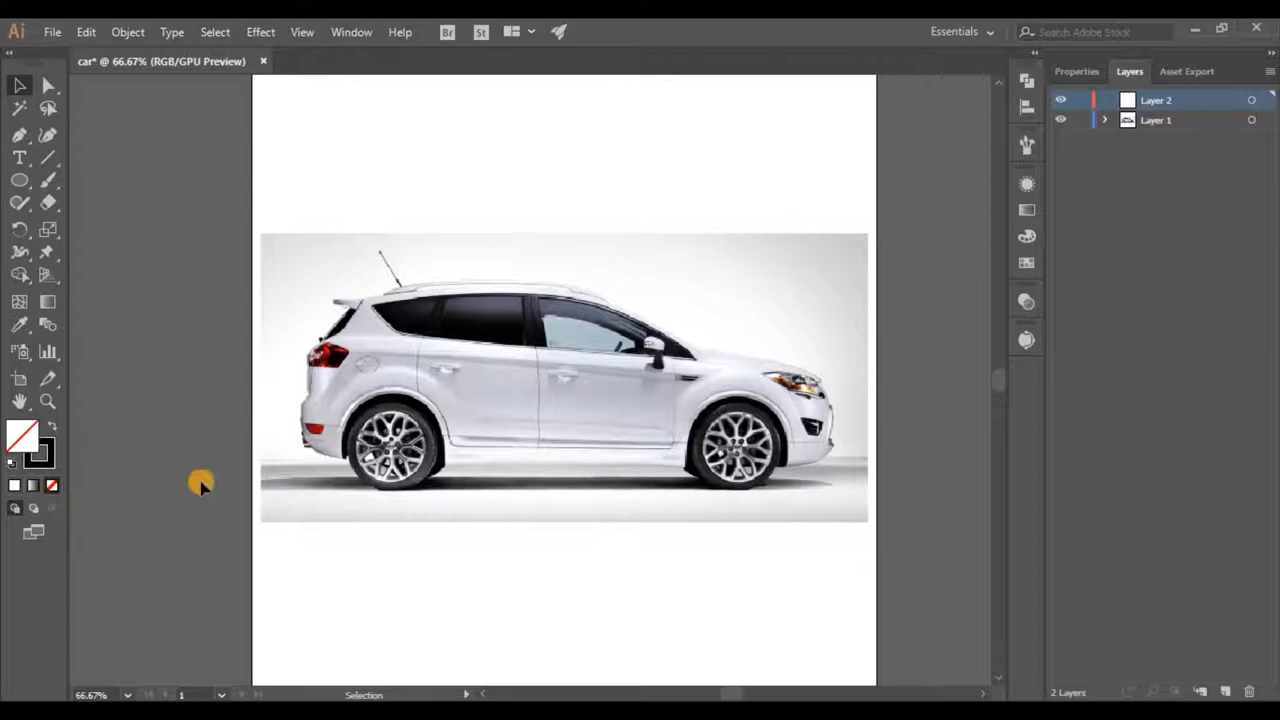 Ai File Edit Object Type Select Effect View Window Help Br St Essentials Search Adobe Stock
car* @ 66.67% (RGB/GPU Preview) ×
Properties Layers Asset Export
Layer 2
Layer 1
T
66.67% 1 Selection 2 Layers